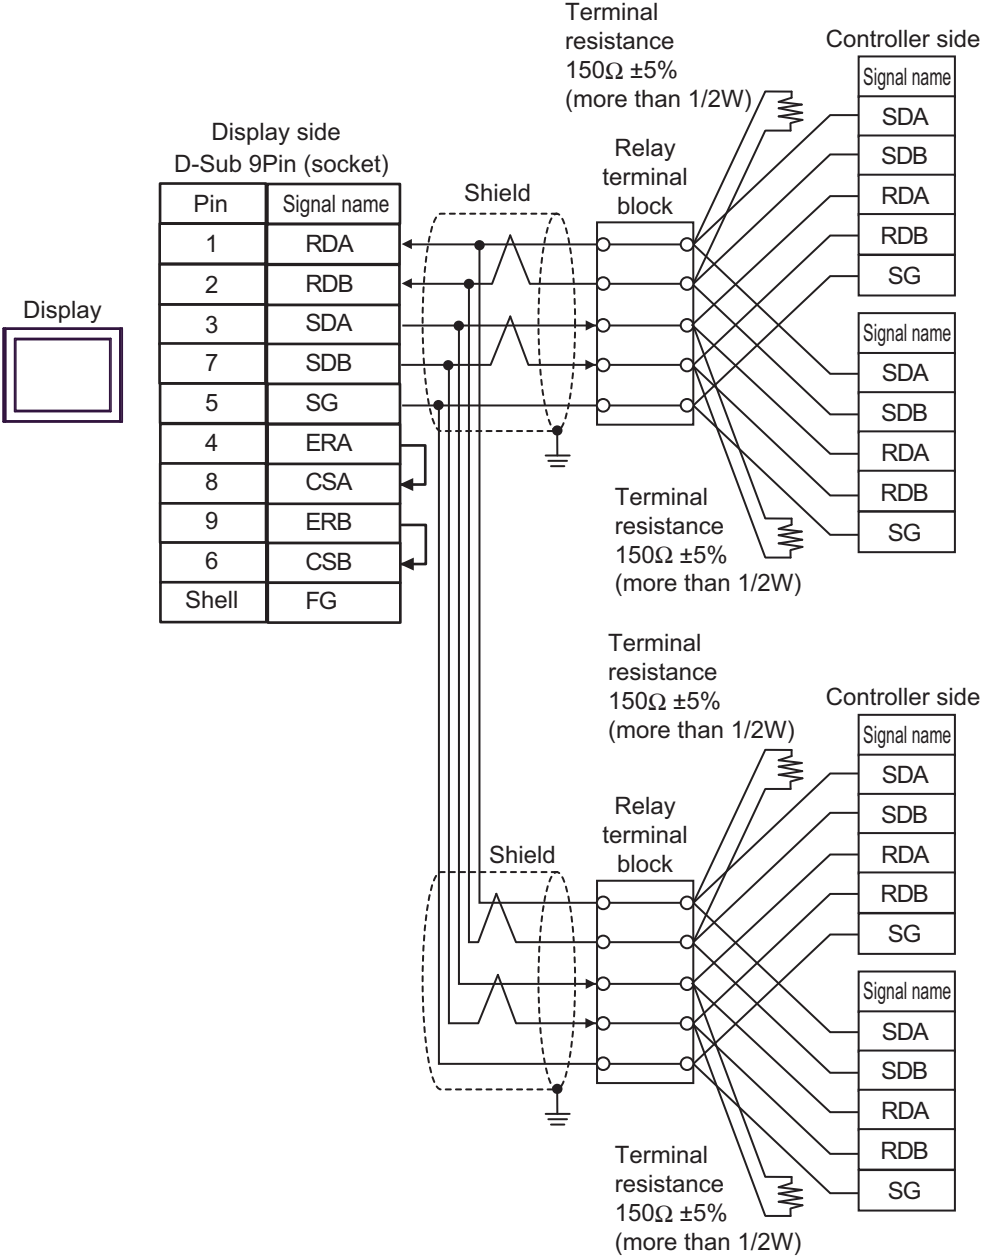 Terminal
resistance
150Ω ±5%
(more than 1/2W)
Controller side
Signal name
SDA
SDB
RDA
RDB
SG
Display side
D-Sub 9Pin (socket)
Pin Signal name
1 RDA
2 RDB
3 SDA
7 SDB
5 SG
4 ERA
8 CSA
9 ERB
6 CSB
Shell FG
Shield
Relay
terminal
block
Display
Signal name
SDA
SDB
RDA
RDB
SG
Terminal
resistance
150Ω ±5%
(more than 1/2W)
Terminal
resistance
150Ω ±5%
(more than 1/2W)
Controller side
Signal name
SDA
SDB
RDA
RDB
SG
Relay
terminal
block
Shield
Signal name
SDA
SDB
RDA
RDB
SG
Terminal
resistance
150Ω ±5%
(more than 1/2W)